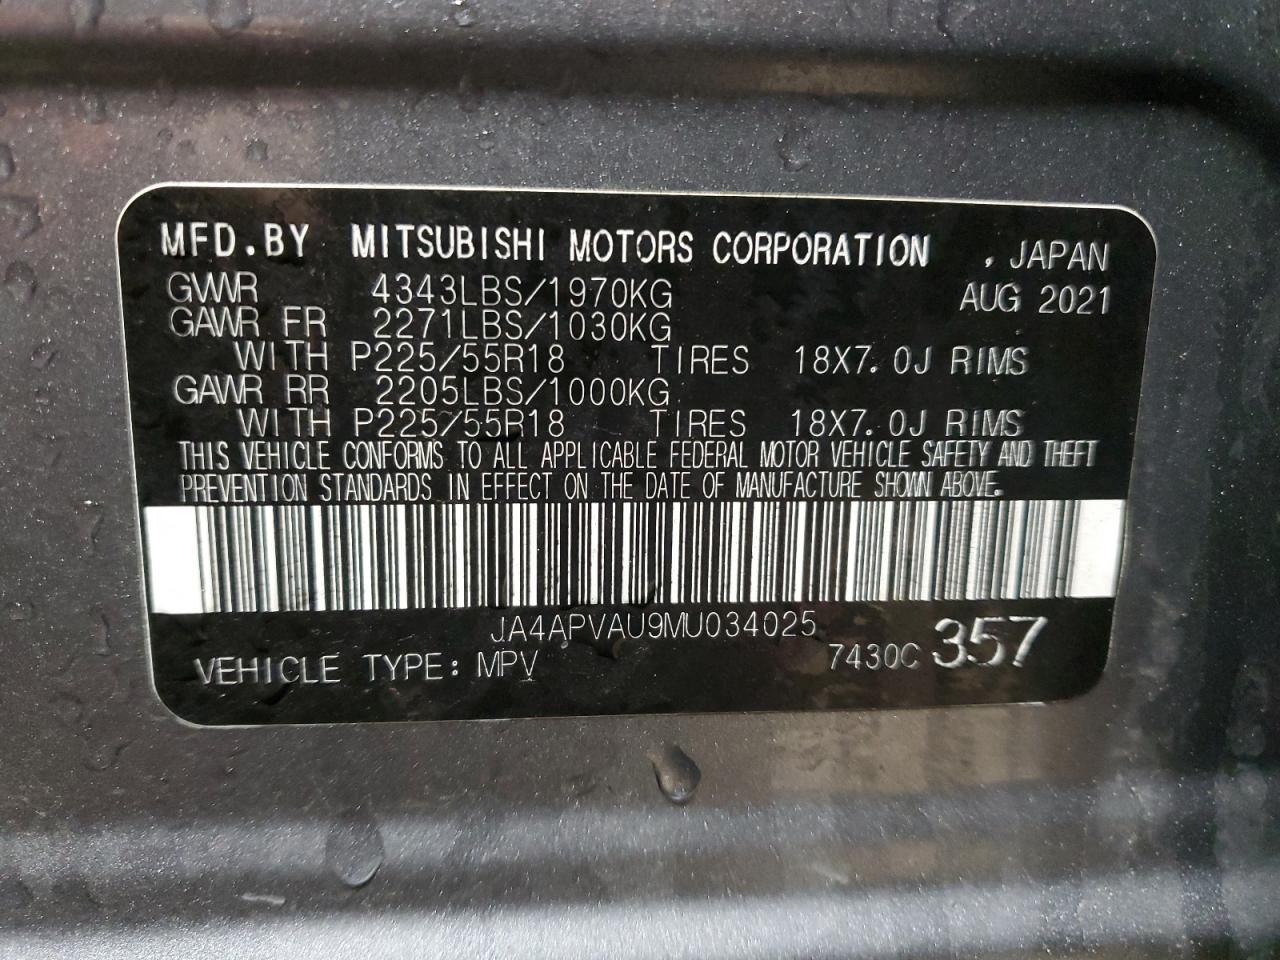 MFD.BY MITSUBISHI MOTORS CORPORATION , JAPAN
GVWR 4343LBS/1970KG AUG 2021
GAWR FR 2271LBS/1030KG
WITH P225/55R18 TIRES 18X7.0J RIMS
GAWR RR 2205LBS/1000KG
WITH P225/55R18 TIRES 18X7.0J RIMS
THIS VEHICLE CONFORMS TO ALL APPLICABLE FEDERAL MOTOR VEHICLE SAFETY AND THEFT
PREVENTION STANDARDS IN EFFECT ON THE DATE OF MANUFACTURE SHOWN ABOVE.
JA4APVAU9MU034025
VEHICLE TYPE: MPV 7430C 357